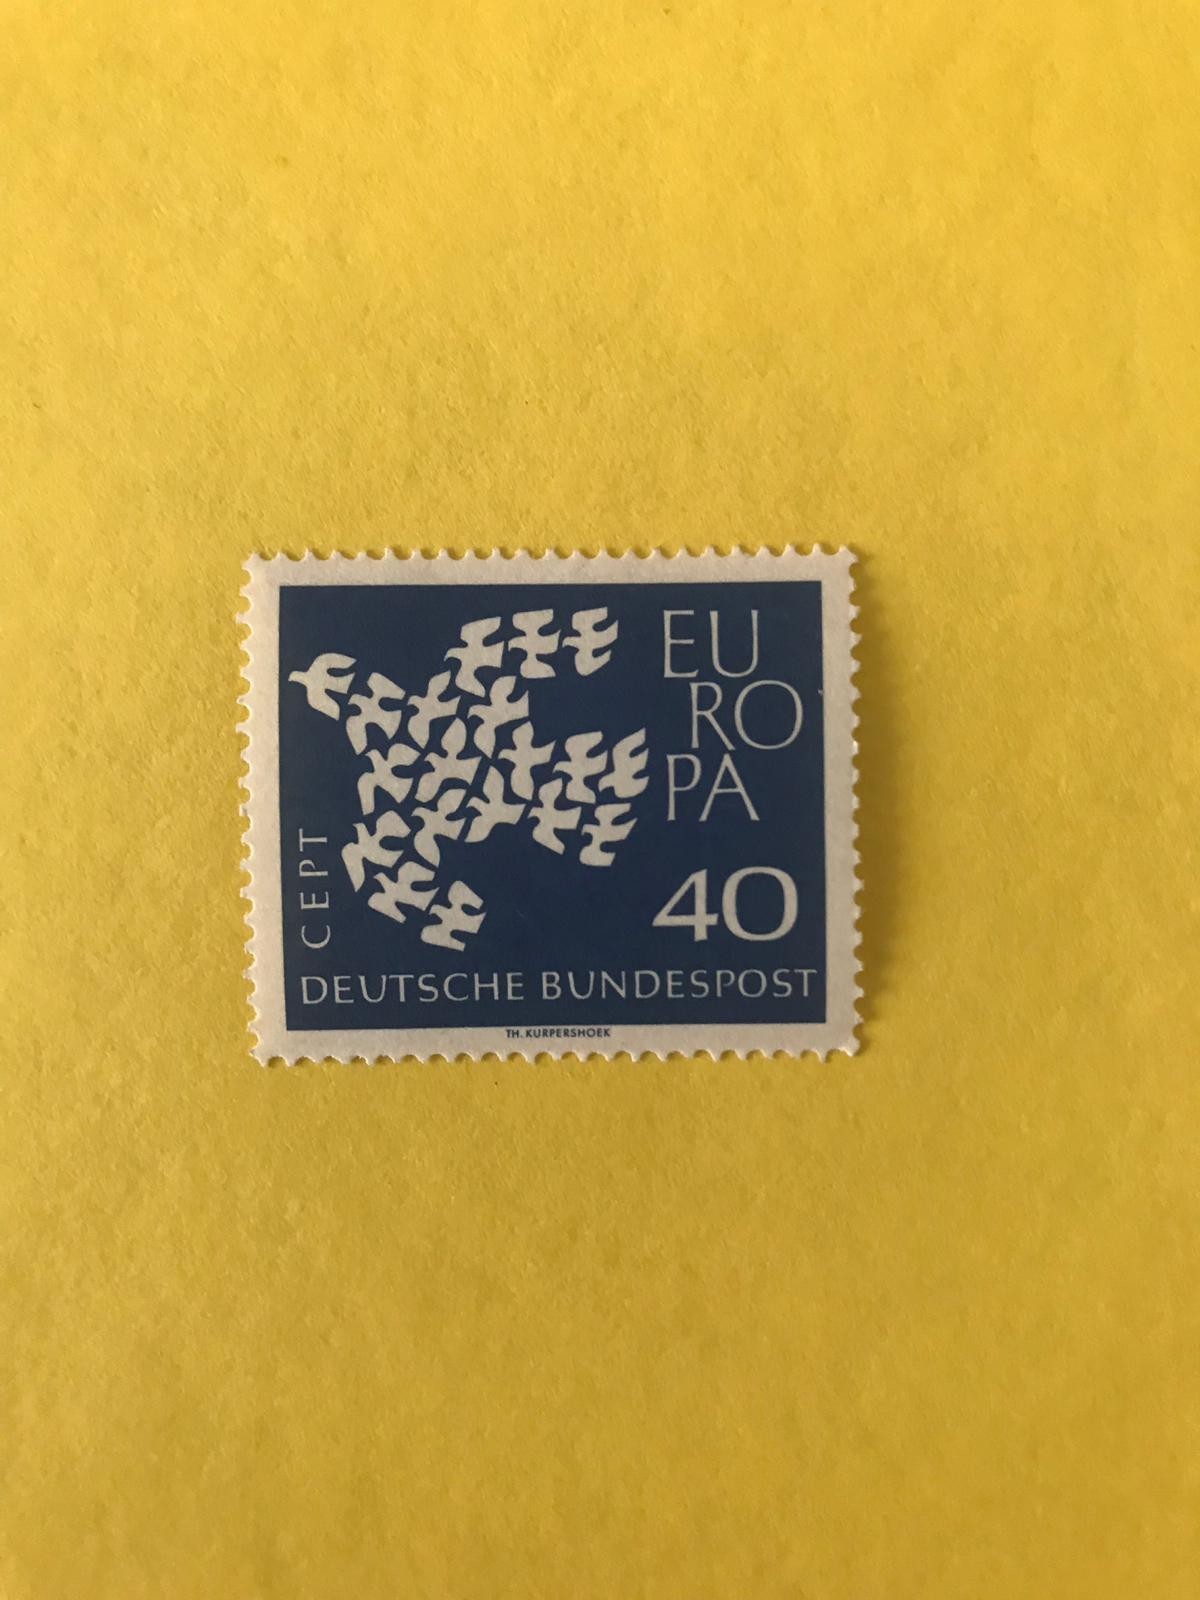 EU
RO
PA
40
CEPT
DEUTSCHE BUNDESPOST
TH. KURPERSHOEK